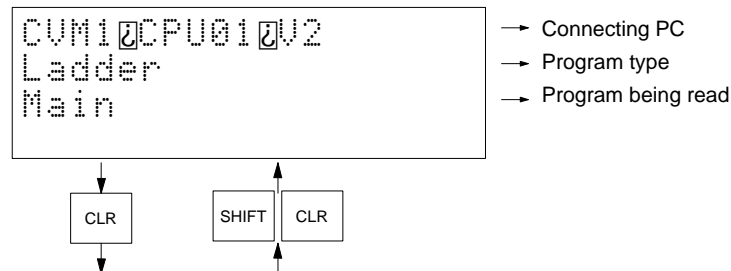 CVM1¿CPU01¿V2
Ladder
Main
Connecting PC
Program type
Program being read
CLR
SHIFT
CLR